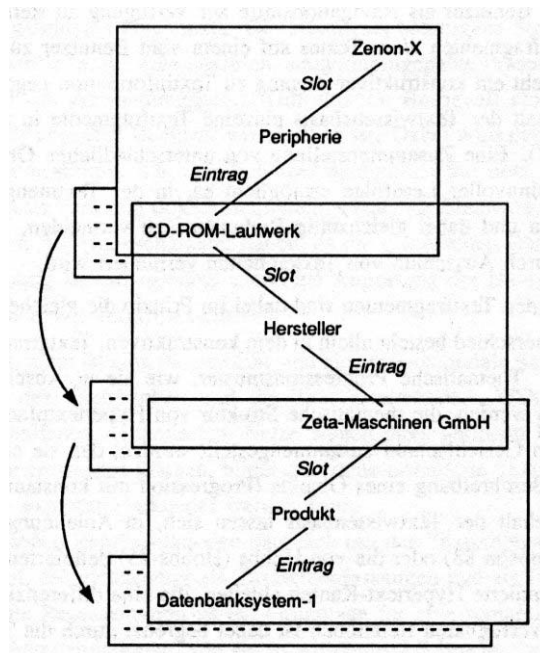 Zenon-X
Slot
Peripherie
Eintrag
CD-ROM-Laufwerk
Slot
Hersteller
Eintrag
Zeta-Maschinen GmbH
Slot
Produkt
Eintrag
Datenbanksystem-1